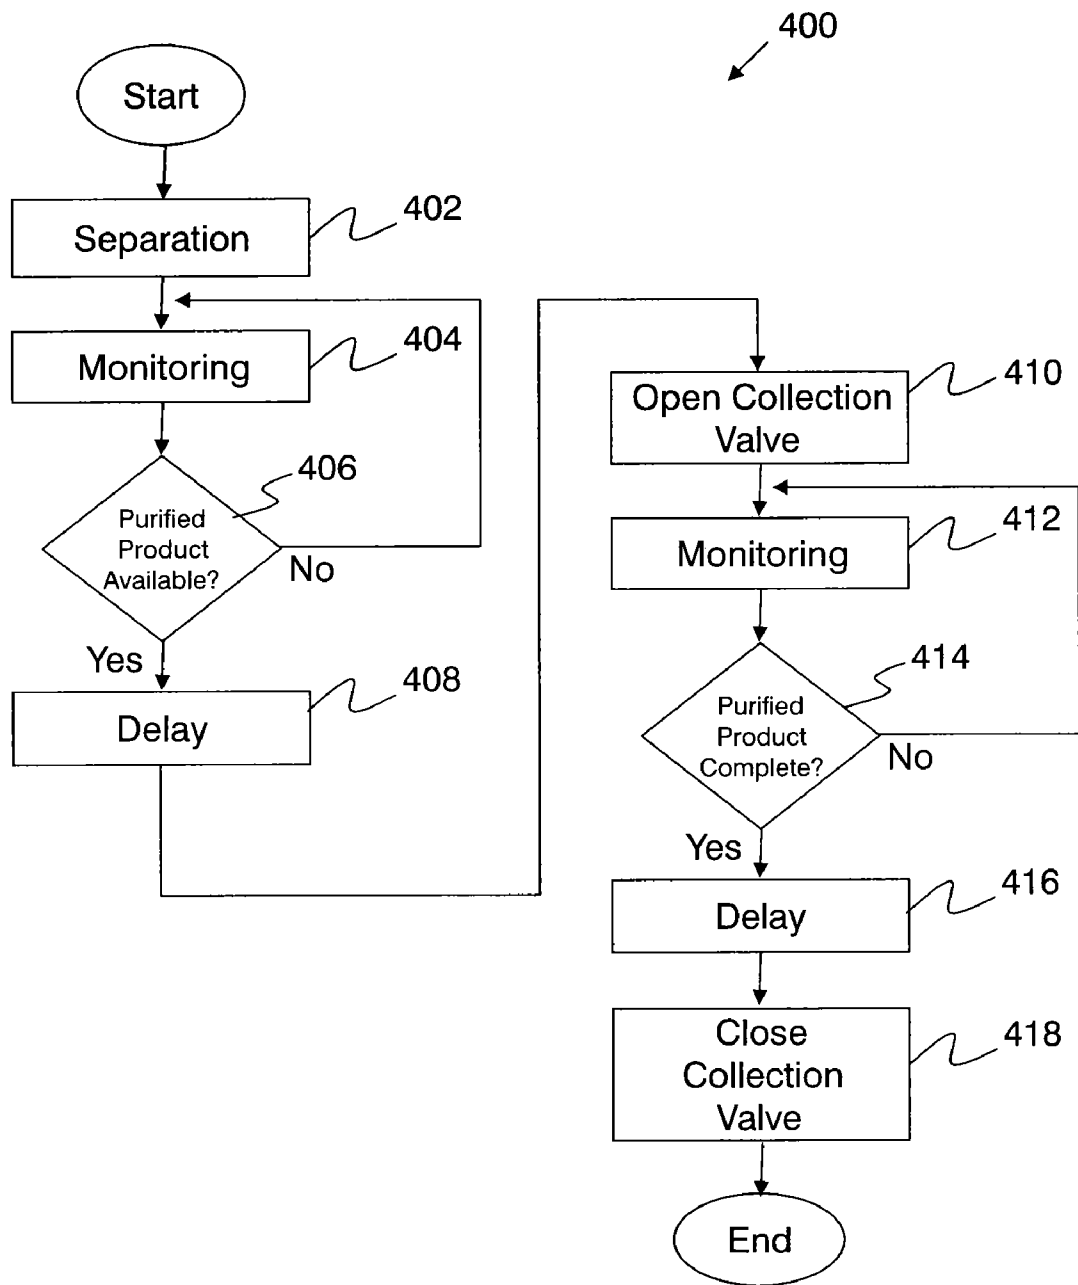 400
Start
Separation
402
Monitoring
404
406
Purified
Product
Available?
No
Yes
Delay
408
Open Collection
Valve
410
Monitoring
412
414
Purified
Product
Complete?
No
Yes
Delay
416
Close
Collection
Valve
418
End